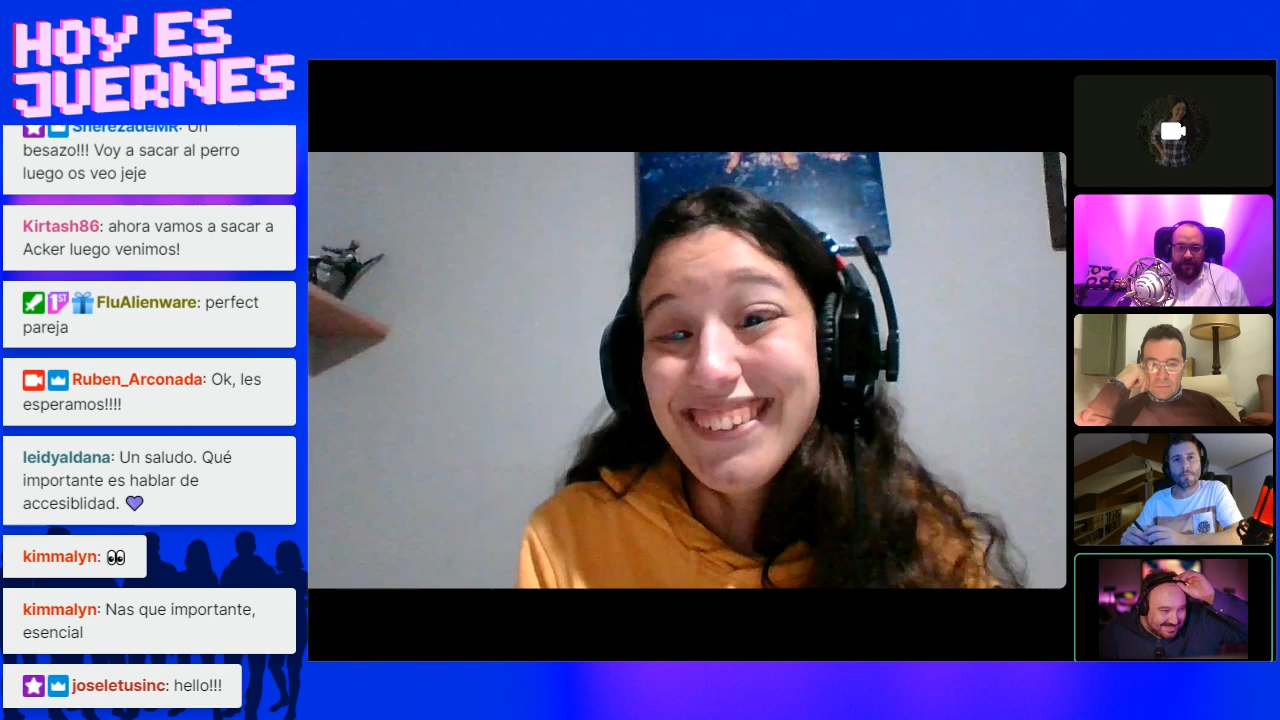 HOY ES
JUERNES
SherezadeMR: Un
besazo!!! Voy a sacar al perro
luego os veo jeje
Kirtash86: ahora vamos a sacar a
Acker luego venimos!
1ST FluAlienware: perfect
pareja
Ruben_Arconada: Ok, les
esperamos!!!!
leidyaldana: Un saludo. Qué
importante es hablar de
accesiblidad. 💜
kimmalyn: 👀
kimmalyn: Nas que importante,
esencial
joseletusinc: hello!!!